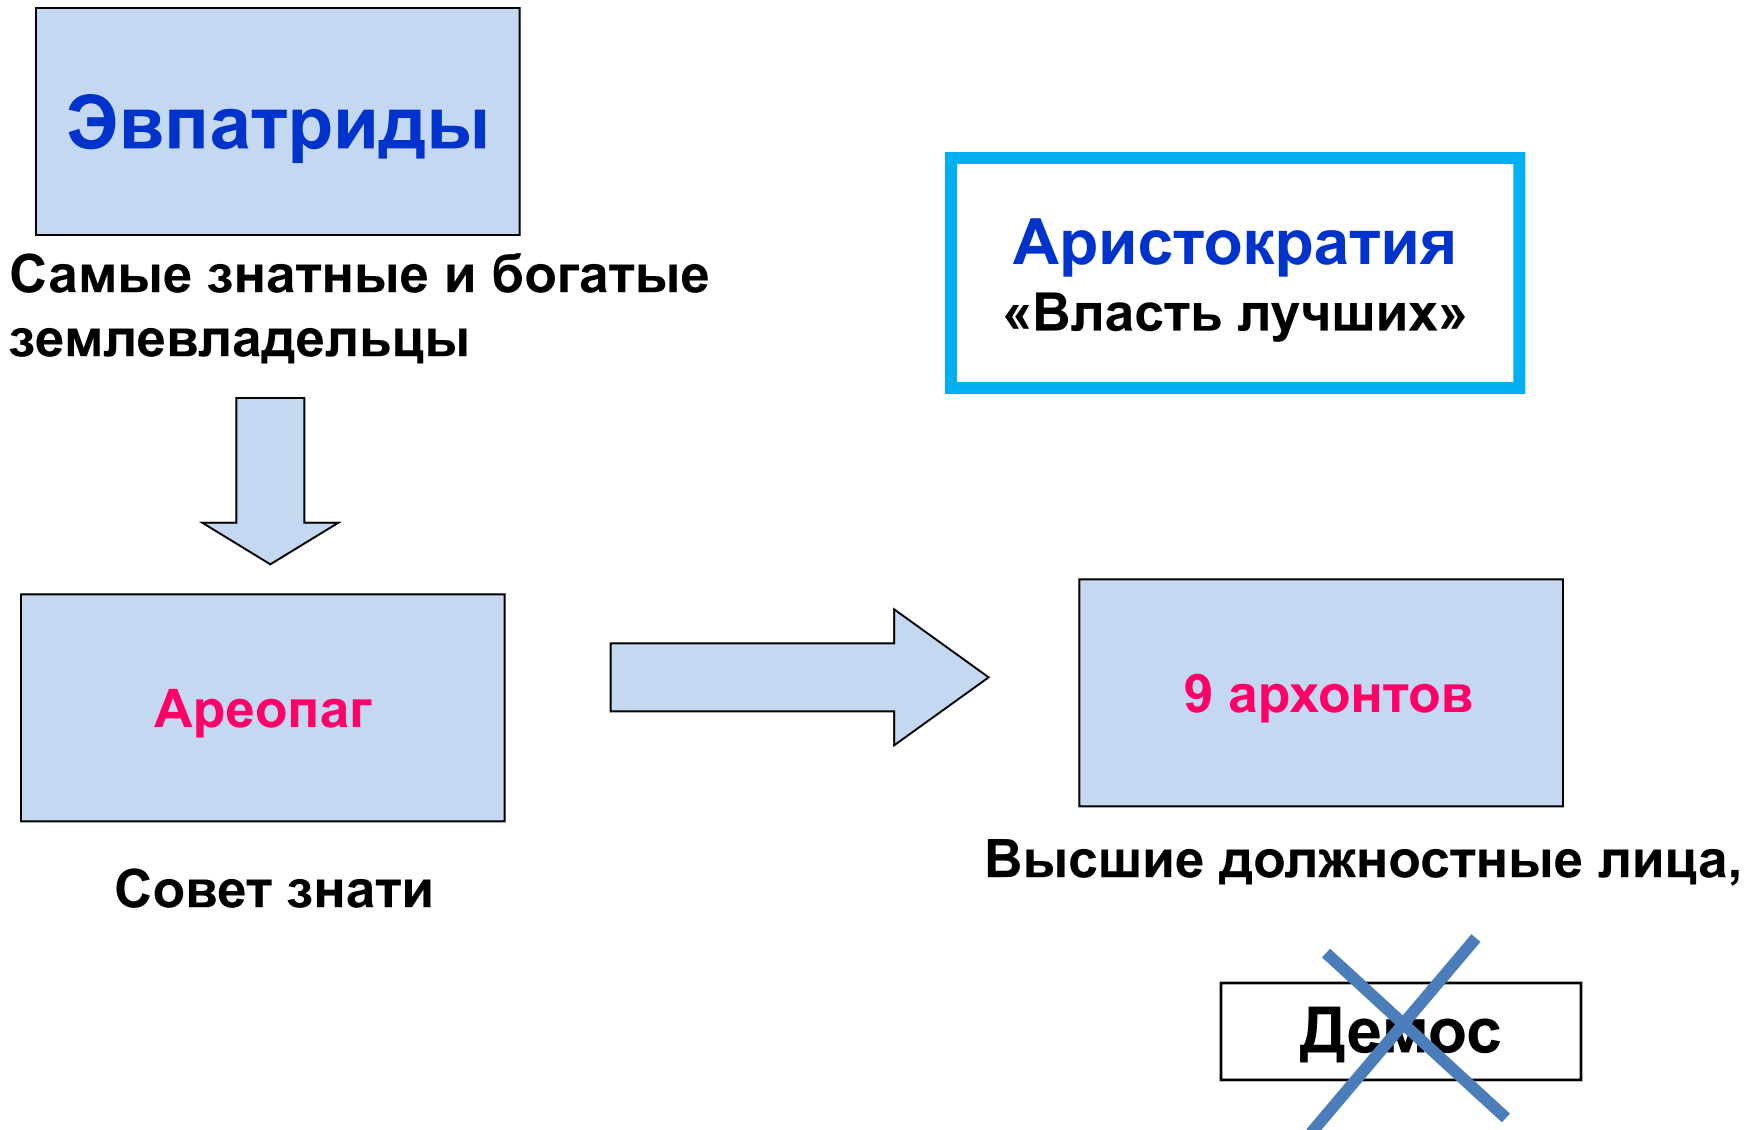 Эвпатриды
Самые знатные и богатые
землевладельцы
Аристократия
«Власть лучших»
Ареопаг
Совет знати
9 архонтов
Высшие должностные лица,
Демос